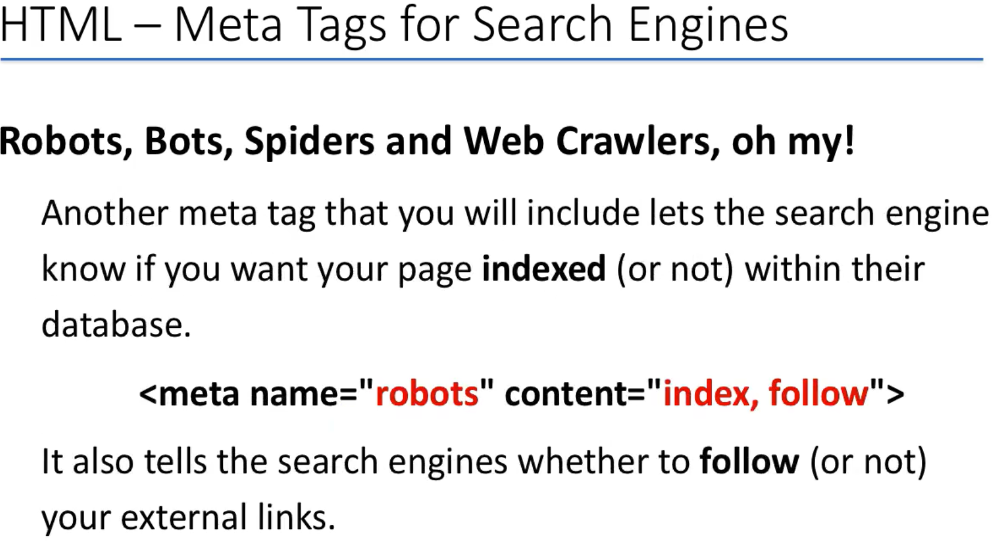 HTML – Meta Tags for Search Engines
Robots, Bots, Spiders and Web Crawlers, oh my!
Another meta tag that you will include lets the search engine
know if you want your page indexed (or not) within their
database.
<meta name="robots" content="index, follow">
It also tells the search engines whether to follow (or not)
your external links.